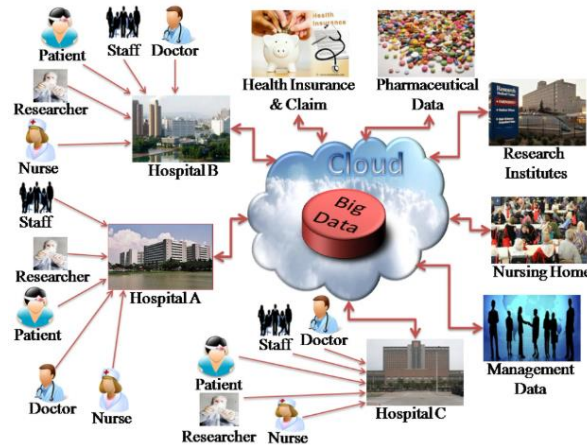 Patient
Staff
Doctor
Researcher
Nurse
Hospital B
Health Insurance
& Claim
Pharmaceutical
Data
Research
Institutes
Cloud
Big
Data
Staff
Researcher
Patient
Doctor
Nurse
Hospital A
Nursing Home
Management
Data
Staff
Doctor
Patient
Researcher
Nurse
Hospital C